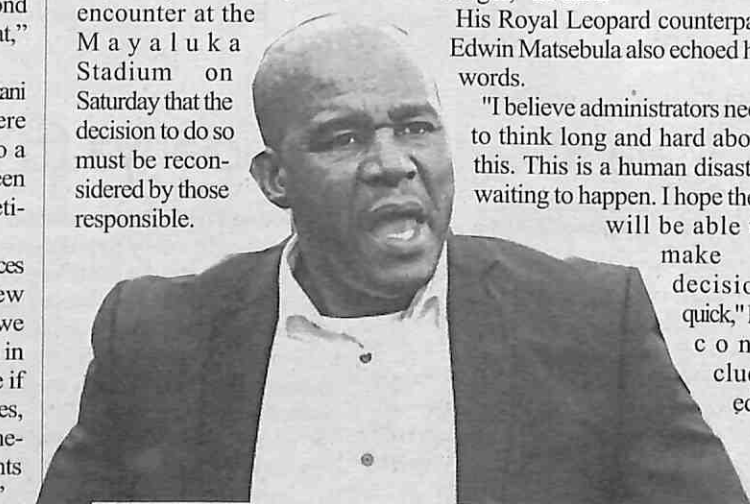 ond
at,"
ani
ere
o a
een
eti-
ces
ew
we
in
e if
es,
ne-
nts
encounter at the
Mayaluka
Stadium on
Saturday that the
decision to do so
must be recon-
sidered by those
responsible.
His Royal Leopard counterpa
Edwin Matsebula also echoed h
words.
"I believe administrators nee
to think long and hard abo
this. This is a human disast
waiting to happen. I hope the
will be able
make
decisio
quick,"
con
clu
ec